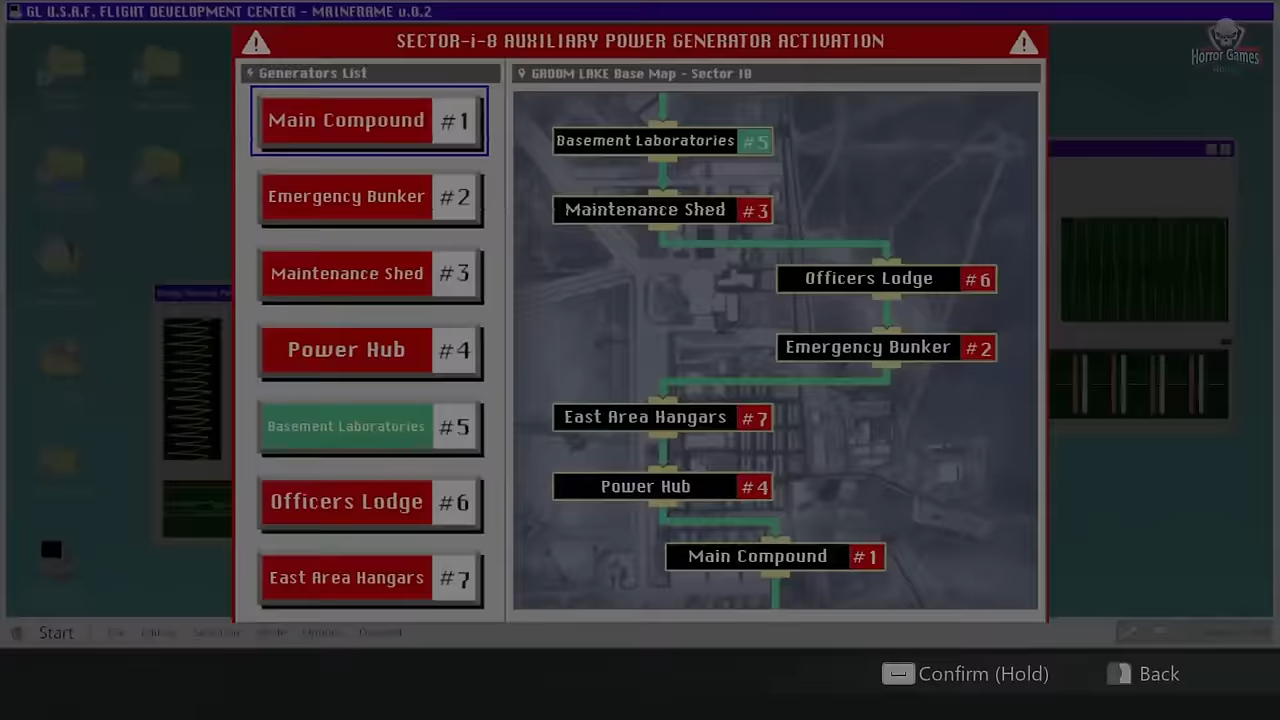 GL U.S.A.F. FLIGHT DEVELOPMENT CENTER - MAINFRAME v.0.2
SECTOR-i-8 AUXILIARY POWER GENERATOR ACTIVATION
Horror Games
Generators List
Main Compound #1
Emergency Bunker #2
Maintenance Shed #3
Power Hub #4
Basement Laboratories #5
Officers Lodge #6
East Area Hangars #7
GROOM LAKE Base Map - Sector 18
Basement Laboratories #5
Maintenance Shed #3
Officers Lodge #6
Emergency Bunker #2
East Area Hangars #7
Power Hub #4
Main Compound #1
Start
Confirm (Hold)
Back